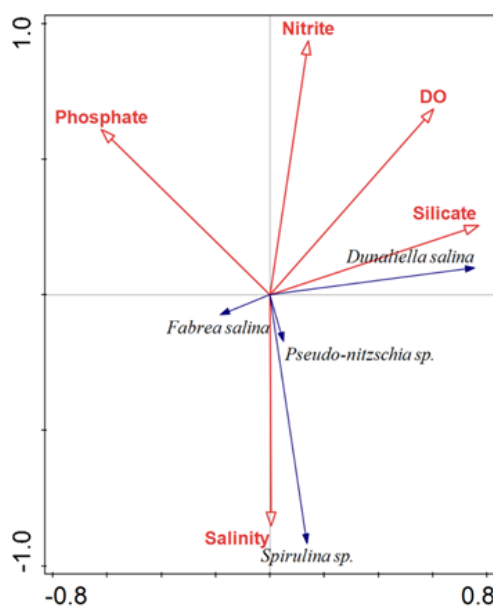 1.0
Nitrite
DO
Phosphate
Silicate
Dunaliella salina
Fabrea salina
Pseudo-nitzschia sp.
Salinity
Spirulina sp.
-1.0
-0.8
0.8